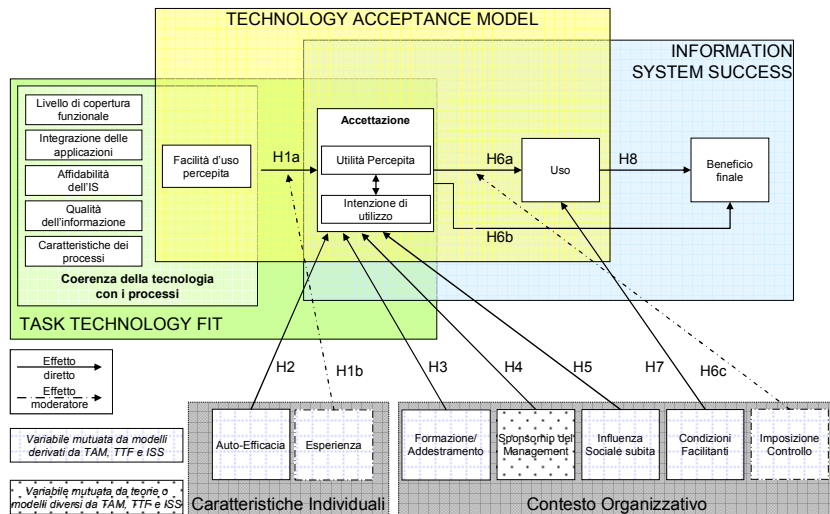 TECHNOLOGY ACCEPTANCE MODEL
INFORMATION
SYSTEM SUCCESS
Livello di copertura
funzionale
Integrazione delle
applicazioni
Affidabilità
dell'IS
Qualità
dell'informazione
Caratteristiche dei
processi
Coerenza della tecnologia
con i processi
TASK TECHNOLOGY FIT
Facilità d'uso
percepita
H1a
Accettazione
Utilità Percepita
Intenzione di
utilizzo
H6a
H6b
Uso
H8
Beneficio
finale
Effetto
diretto
Effetto
moderatore
H2
H1b
H3
H4
H5
H7
H6c
Variabile mutuata da modelli
derivati da TAM, TTF e ISS
Variabile mutuata da teorie o
modelli diversi da TAM, TTF e ISS
Auto-Efficacia
Esperienza
Caratteristiche Individuali
Formazione/
Addestramento
Sponsorhip del
Management
Influenza
Sociale subita
Condizioni
Facilitanti
Imposizione
Controllo
Contesto Organizzativo